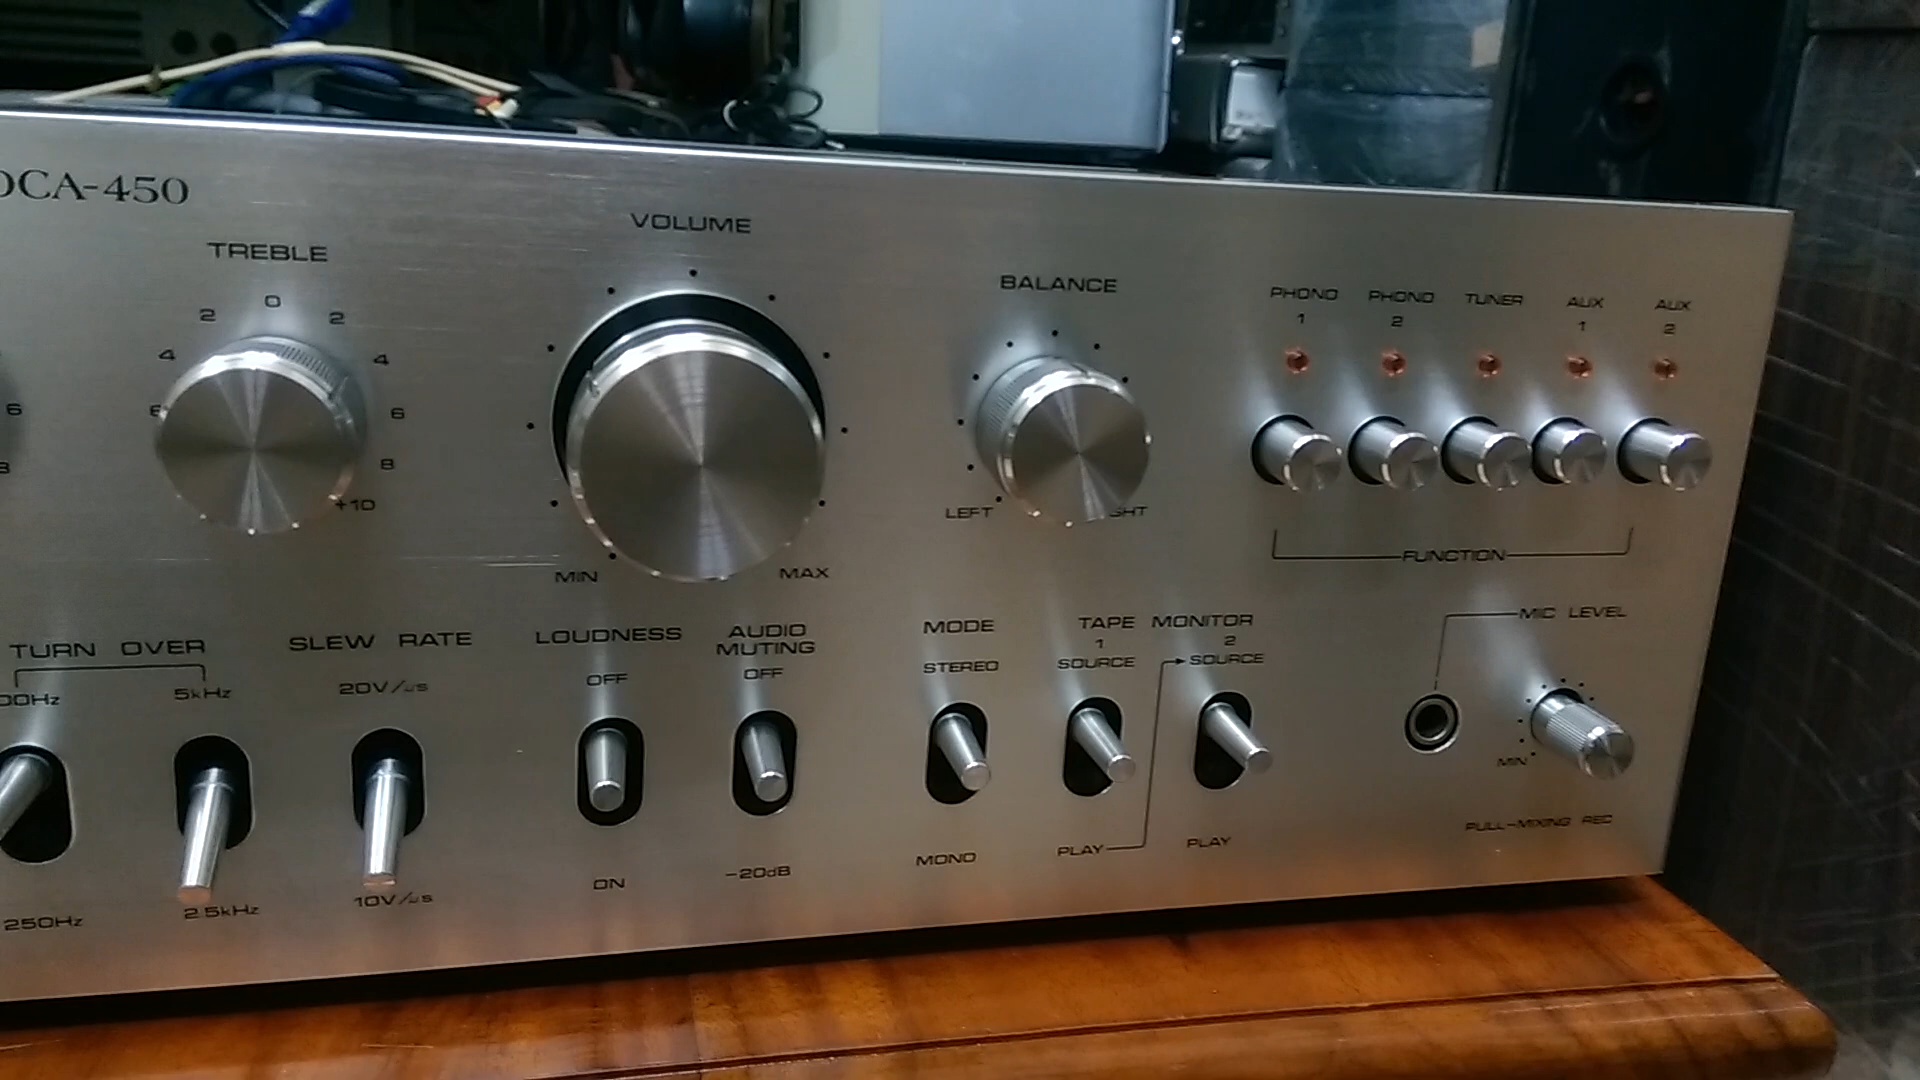 DCA-450
TREBLE
0
2 2
4 4
6 6
8
+10
VOLUME
MIN MAX
BALANCE
LEFT GHT
PHONO 1
PHONO 2
TUNER
AUX 1
AUX 2
FUNCTION
TURN OVER
00Hz 5kHz
250Hz 2.5kHz
SLEW RATE
20V/μs
10V/μs
LOUDNESS
OFF
ON
AUDIO
MUTING
OFF
-20dB
MODE
STEREO
MONO
TAPE MONITOR
1 2
SOURCE SOURCE
PLAY PLAY
MIC LEVEL
MIN
PULL-MIXING REC